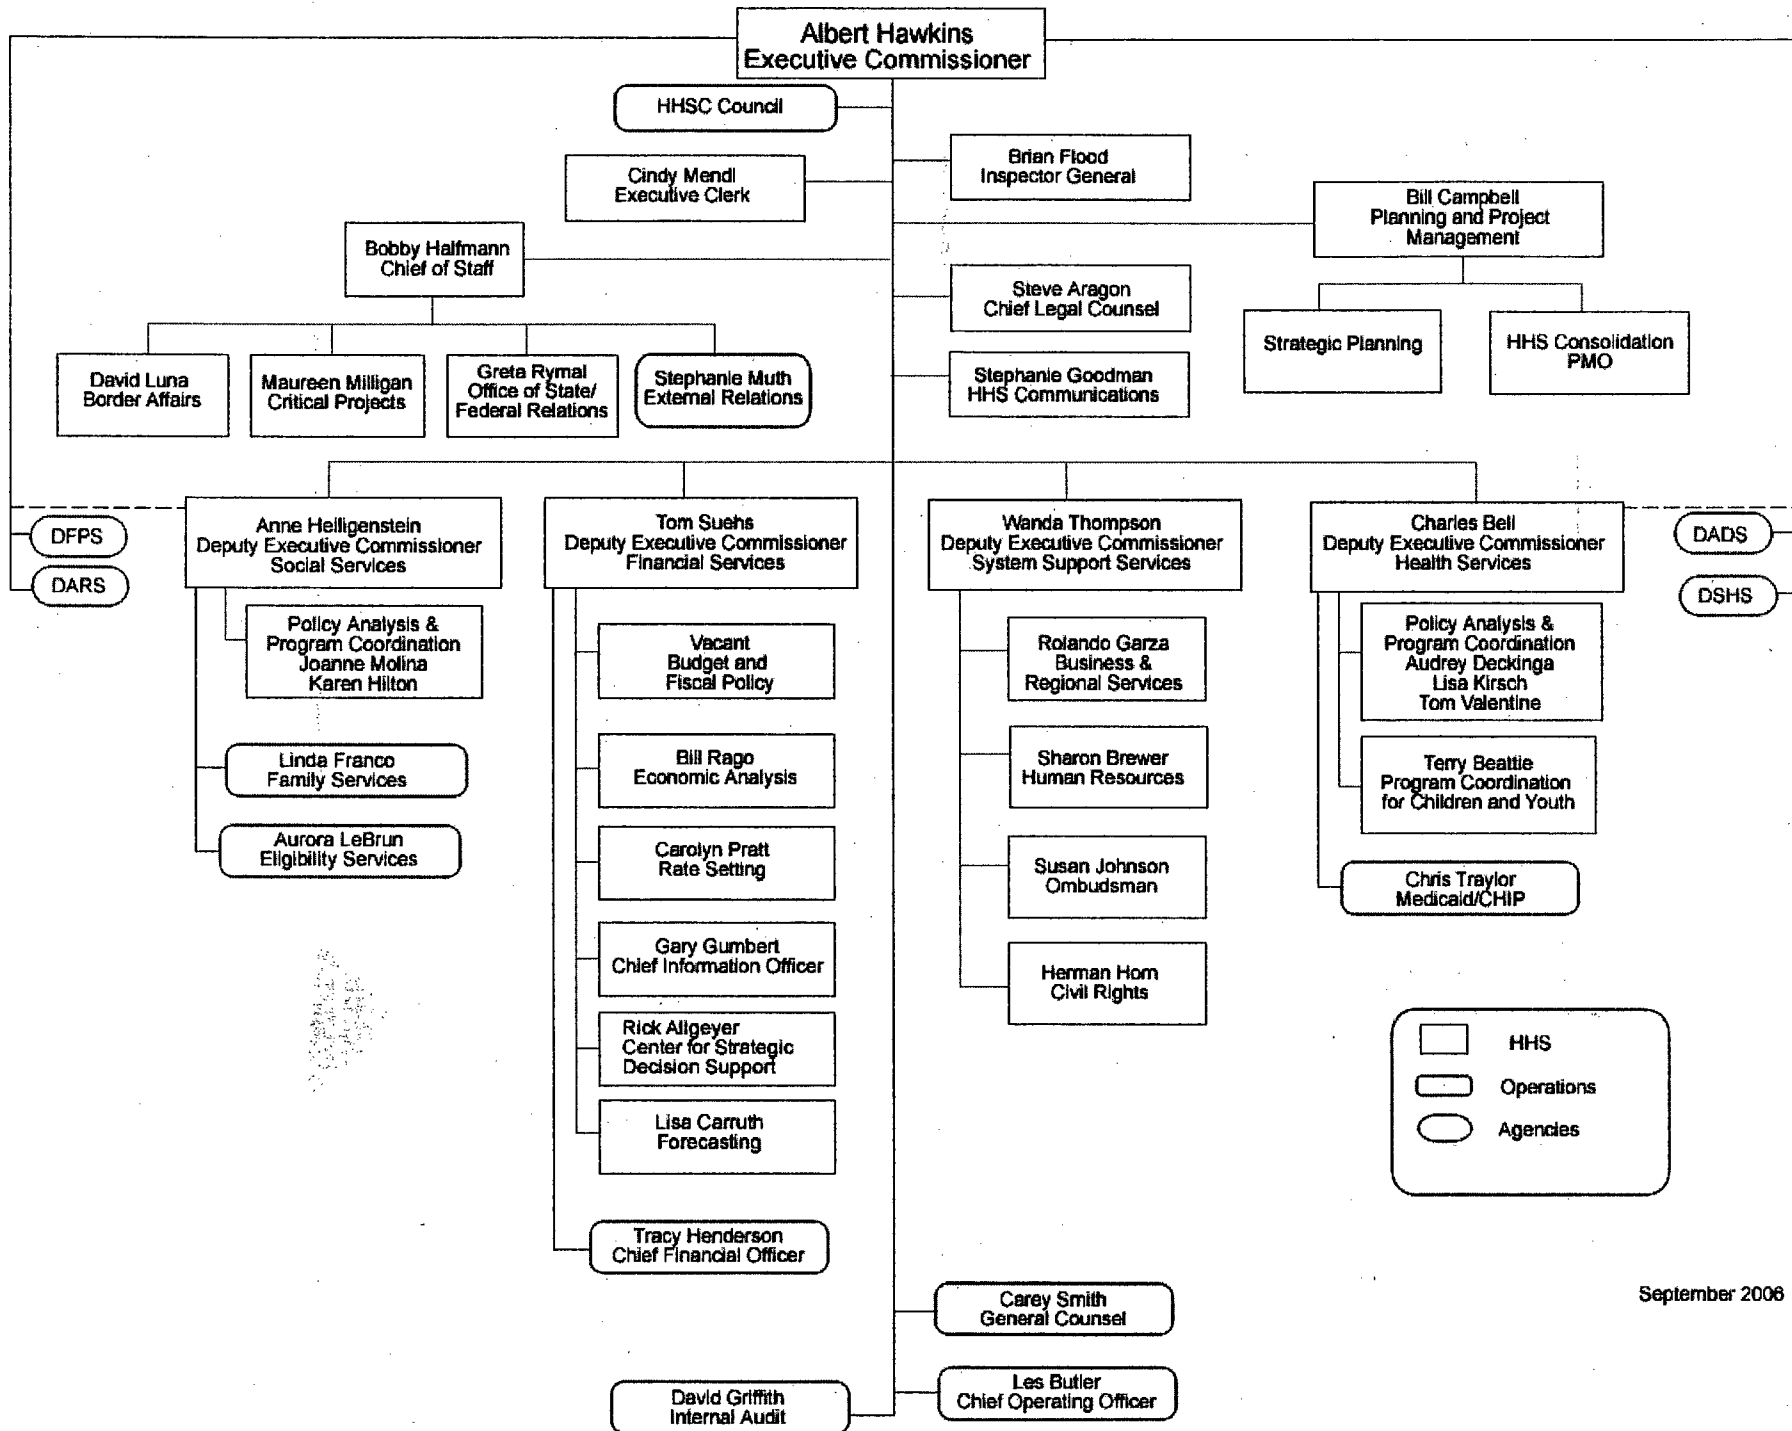 Albert Hawkins
Executive Commissioner
HHSC Council
Brian Flood
Inspector General
Cindy Mendl
Executive Clerk
Bill Campbell
Planning and Project
Management
Bobby Halfmann
Chief of Staff
Steve Aragon
Chief Legal Counsel
Strategic Planning
HHS Consolidation
PMO
David Luna
Border Affairs
Maureen Milligan
Critical Projects
Greta Rymal
Office of State/
Federal Relations
Stephanie Muth
External Relations
Stephanie Goodman
HHS Communications
DFPS
DARS
Anne Heiligenstein
Deputy Executive Commissioner
Social Services
Tom Suehs
Deputy Executive Commissioner
Financial Services
Wanda Thompson
Deputy Executive Commissioner
System Support Services
Charles Bell
Deputy Executive Commissioner
Health Services
DADS
DSHS
Policy Analysis &
Program Coordination
Joanne Molina
Karen Hilton
Linda Franco
Family Services
Aurora LeBrun
Eligibility Services
Vacant
Budget and
Fiscal Policy
Bill Rago
Economic Analysis
Carolyn Pratt
Rate Setting
Gary Gumbert
Chief Information Officer
Rick Allgeyer
Center for Strategic
Decision Support
Lisa Carruth
Forecasting
Tracy Henderson
Chief Financial Officer
Rolando Garza
Business &
Regional Services
Sharon Brewer
Human Resources
Susan Johnson
Ombudsman
Herman Horn
Civil Rights
Policy Analysis &
Program Coordination
Audrey Deckinga
Lisa Kirsch
Tom Valentine
Terry Beattie
Program Coordination
for Children and Youth
Chris Traylor
Medicaid/CHIP
HHS
Operations
Agencies
Carey Smith
General Counsel
September 2006
David Griffith
Internal Audit
Les Butler
Chief Operating Officer